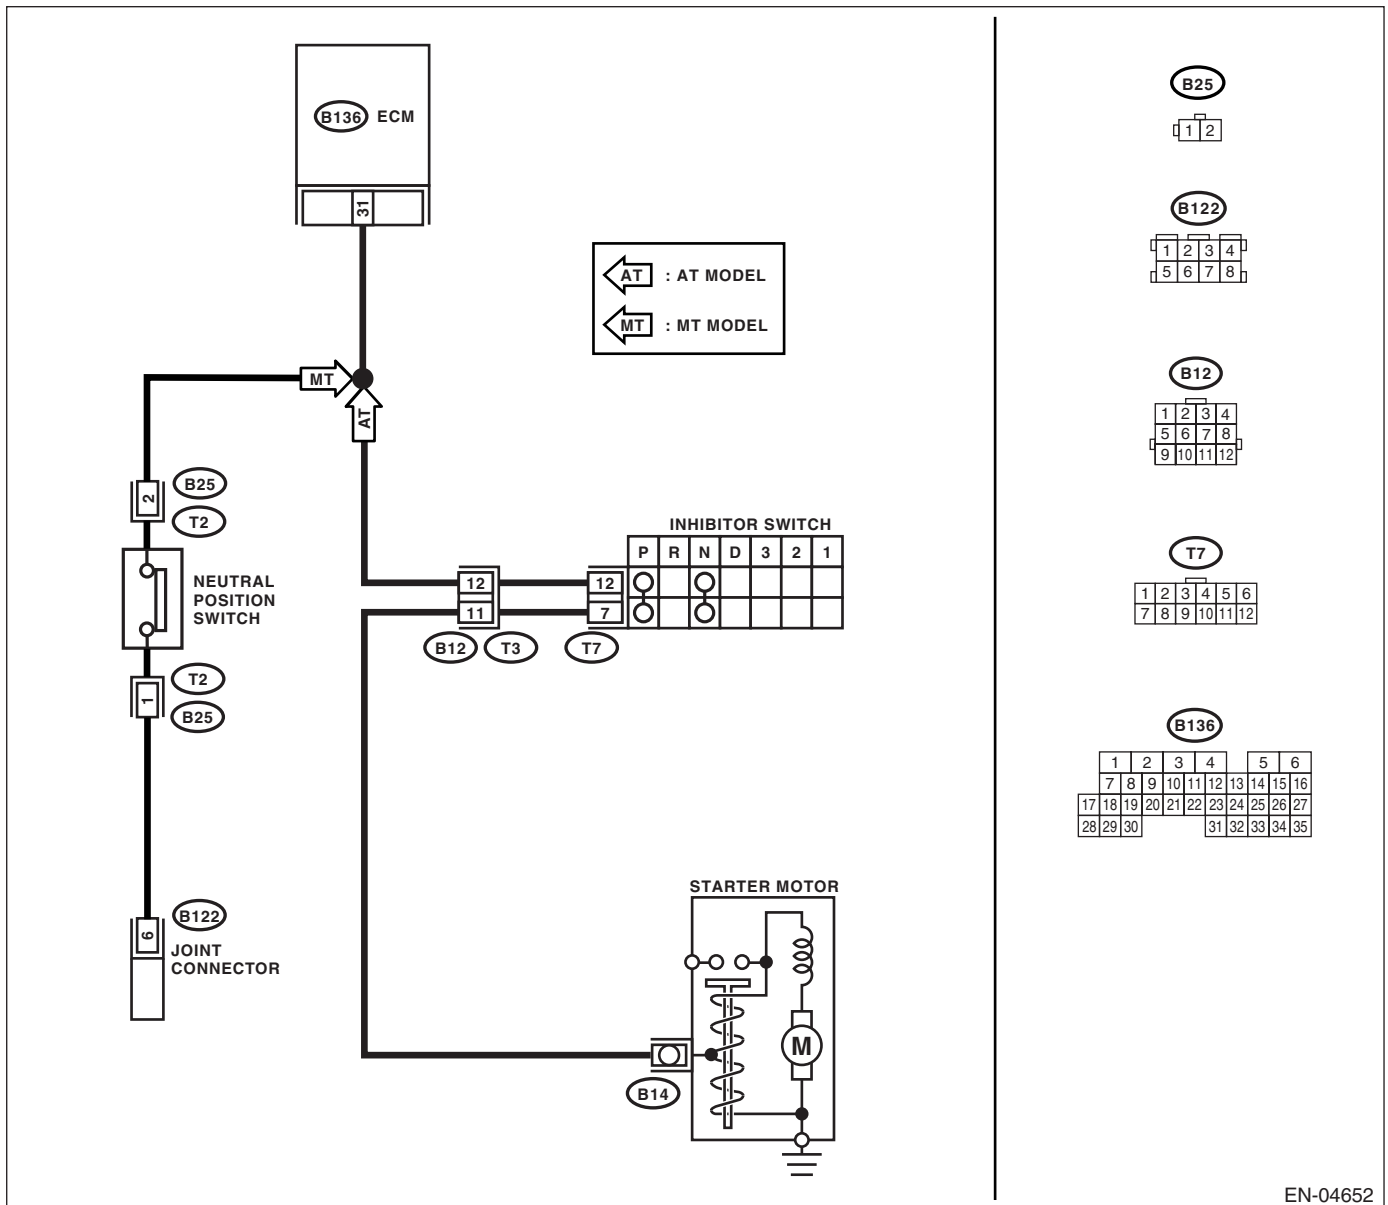 B136 ECM
31
AT : AT MODEL
MT : MT MODEL
MT
AT
2
B25
T2
NEUTRAL
POSITION
SWITCH
T2
1
B25
B122
6
JOINT
CONNECTOR
INHIBITOR SWITCH
P R N D 3 2 1
12 12
11 7
B12 T3 T7
STARTER MOTOR
M
B14
B25
1 2
B122
1 2 3 4
5 6 7 8
B12
1 2 3 4
5 6 7 8
9 10 11 12
T7
1 2 3 4 5 6
7 8 9 10 11 12
B136
1 2 3 4 5 6
7 8 9 10 11 12 13 14 15 16
17 18 19 20 21 22 23 24 25 26 27
28 29 30 31 32 33 34 35
EN-04652